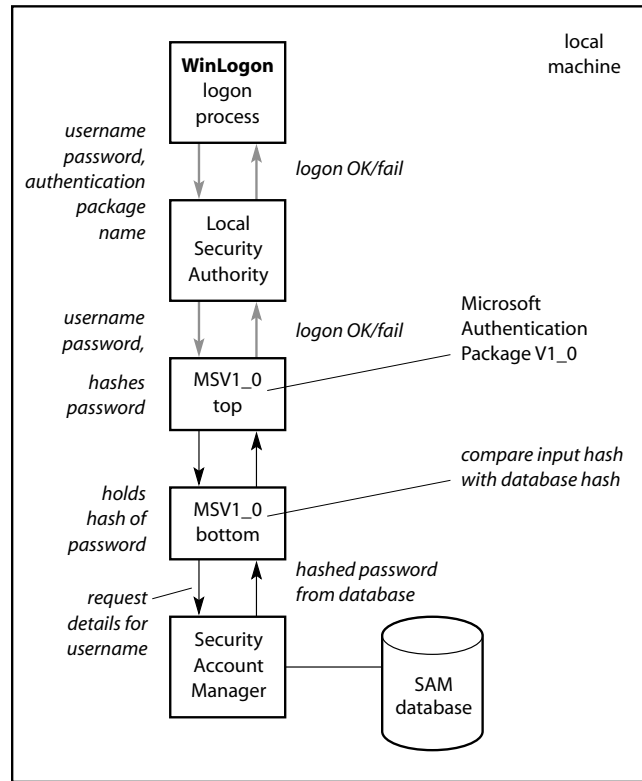 local
machine
WinLogon
logon
process
username
password,
authentication
package
name
logon OK/fail
Local
Security
Authority
username
password,
logon OK/fail
Microsoft
Authentication
Package V1_0
hashes
password
MSV1_0
top
compare input hash
with database hash
holds
hash of
password
MSV1_0
bottom
hashed password
from database
request
details for
username
Security
Account
Manager
SAM
database